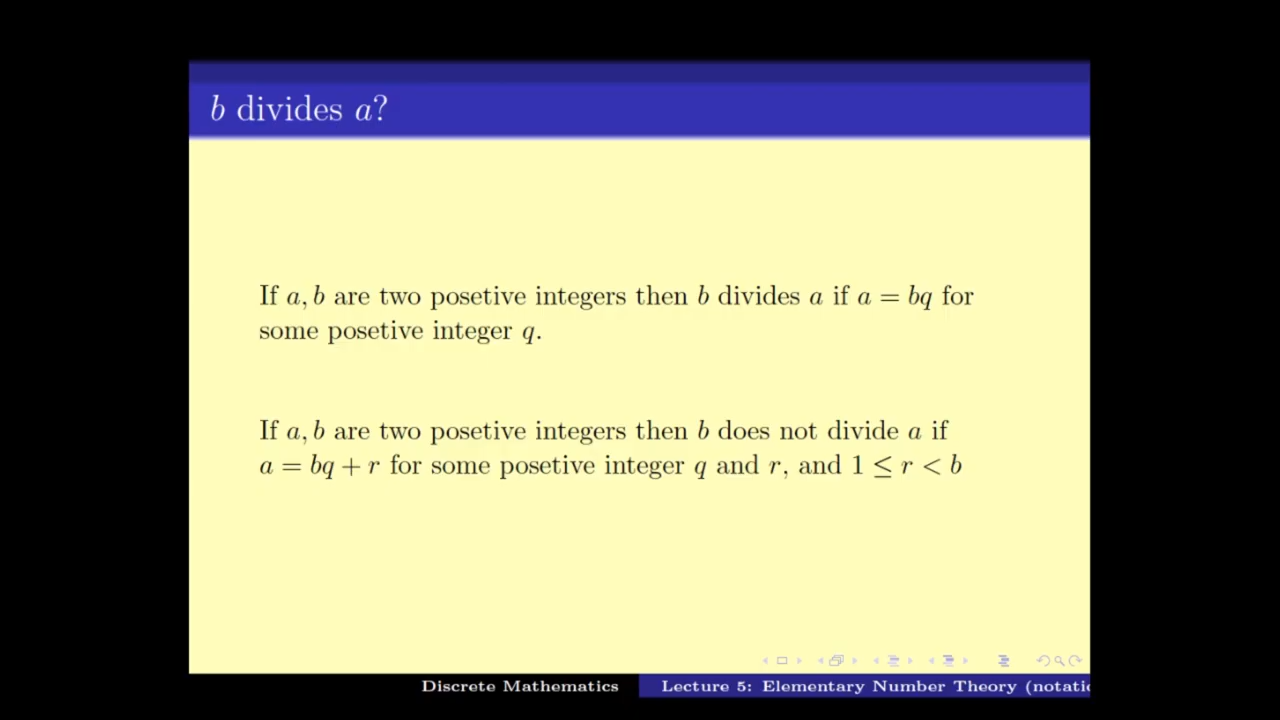 b divides a?
If a, b are two posetive integers then b divides a if a = bq for
some posetive integer q.
If a, b are two posetive integers then b does not divide a if
a = bq + r for some posetive integer q and r, and 1 ≤ r < b
Discrete Mathematics
Lecture 5: Elementary Number Theory (notatio